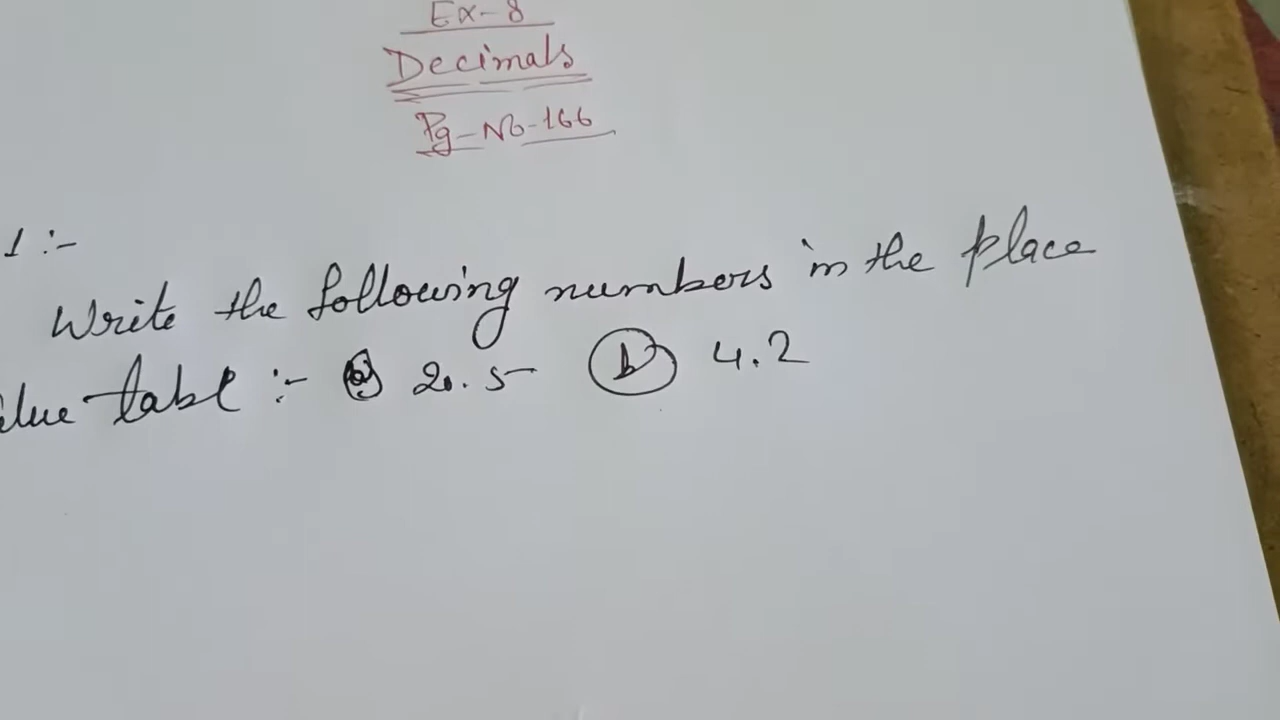 Ex-8
Decimals
Pg-No-166
1:-
Write the following numbers in the place
table :- (a) 20.5 (b) 4.2